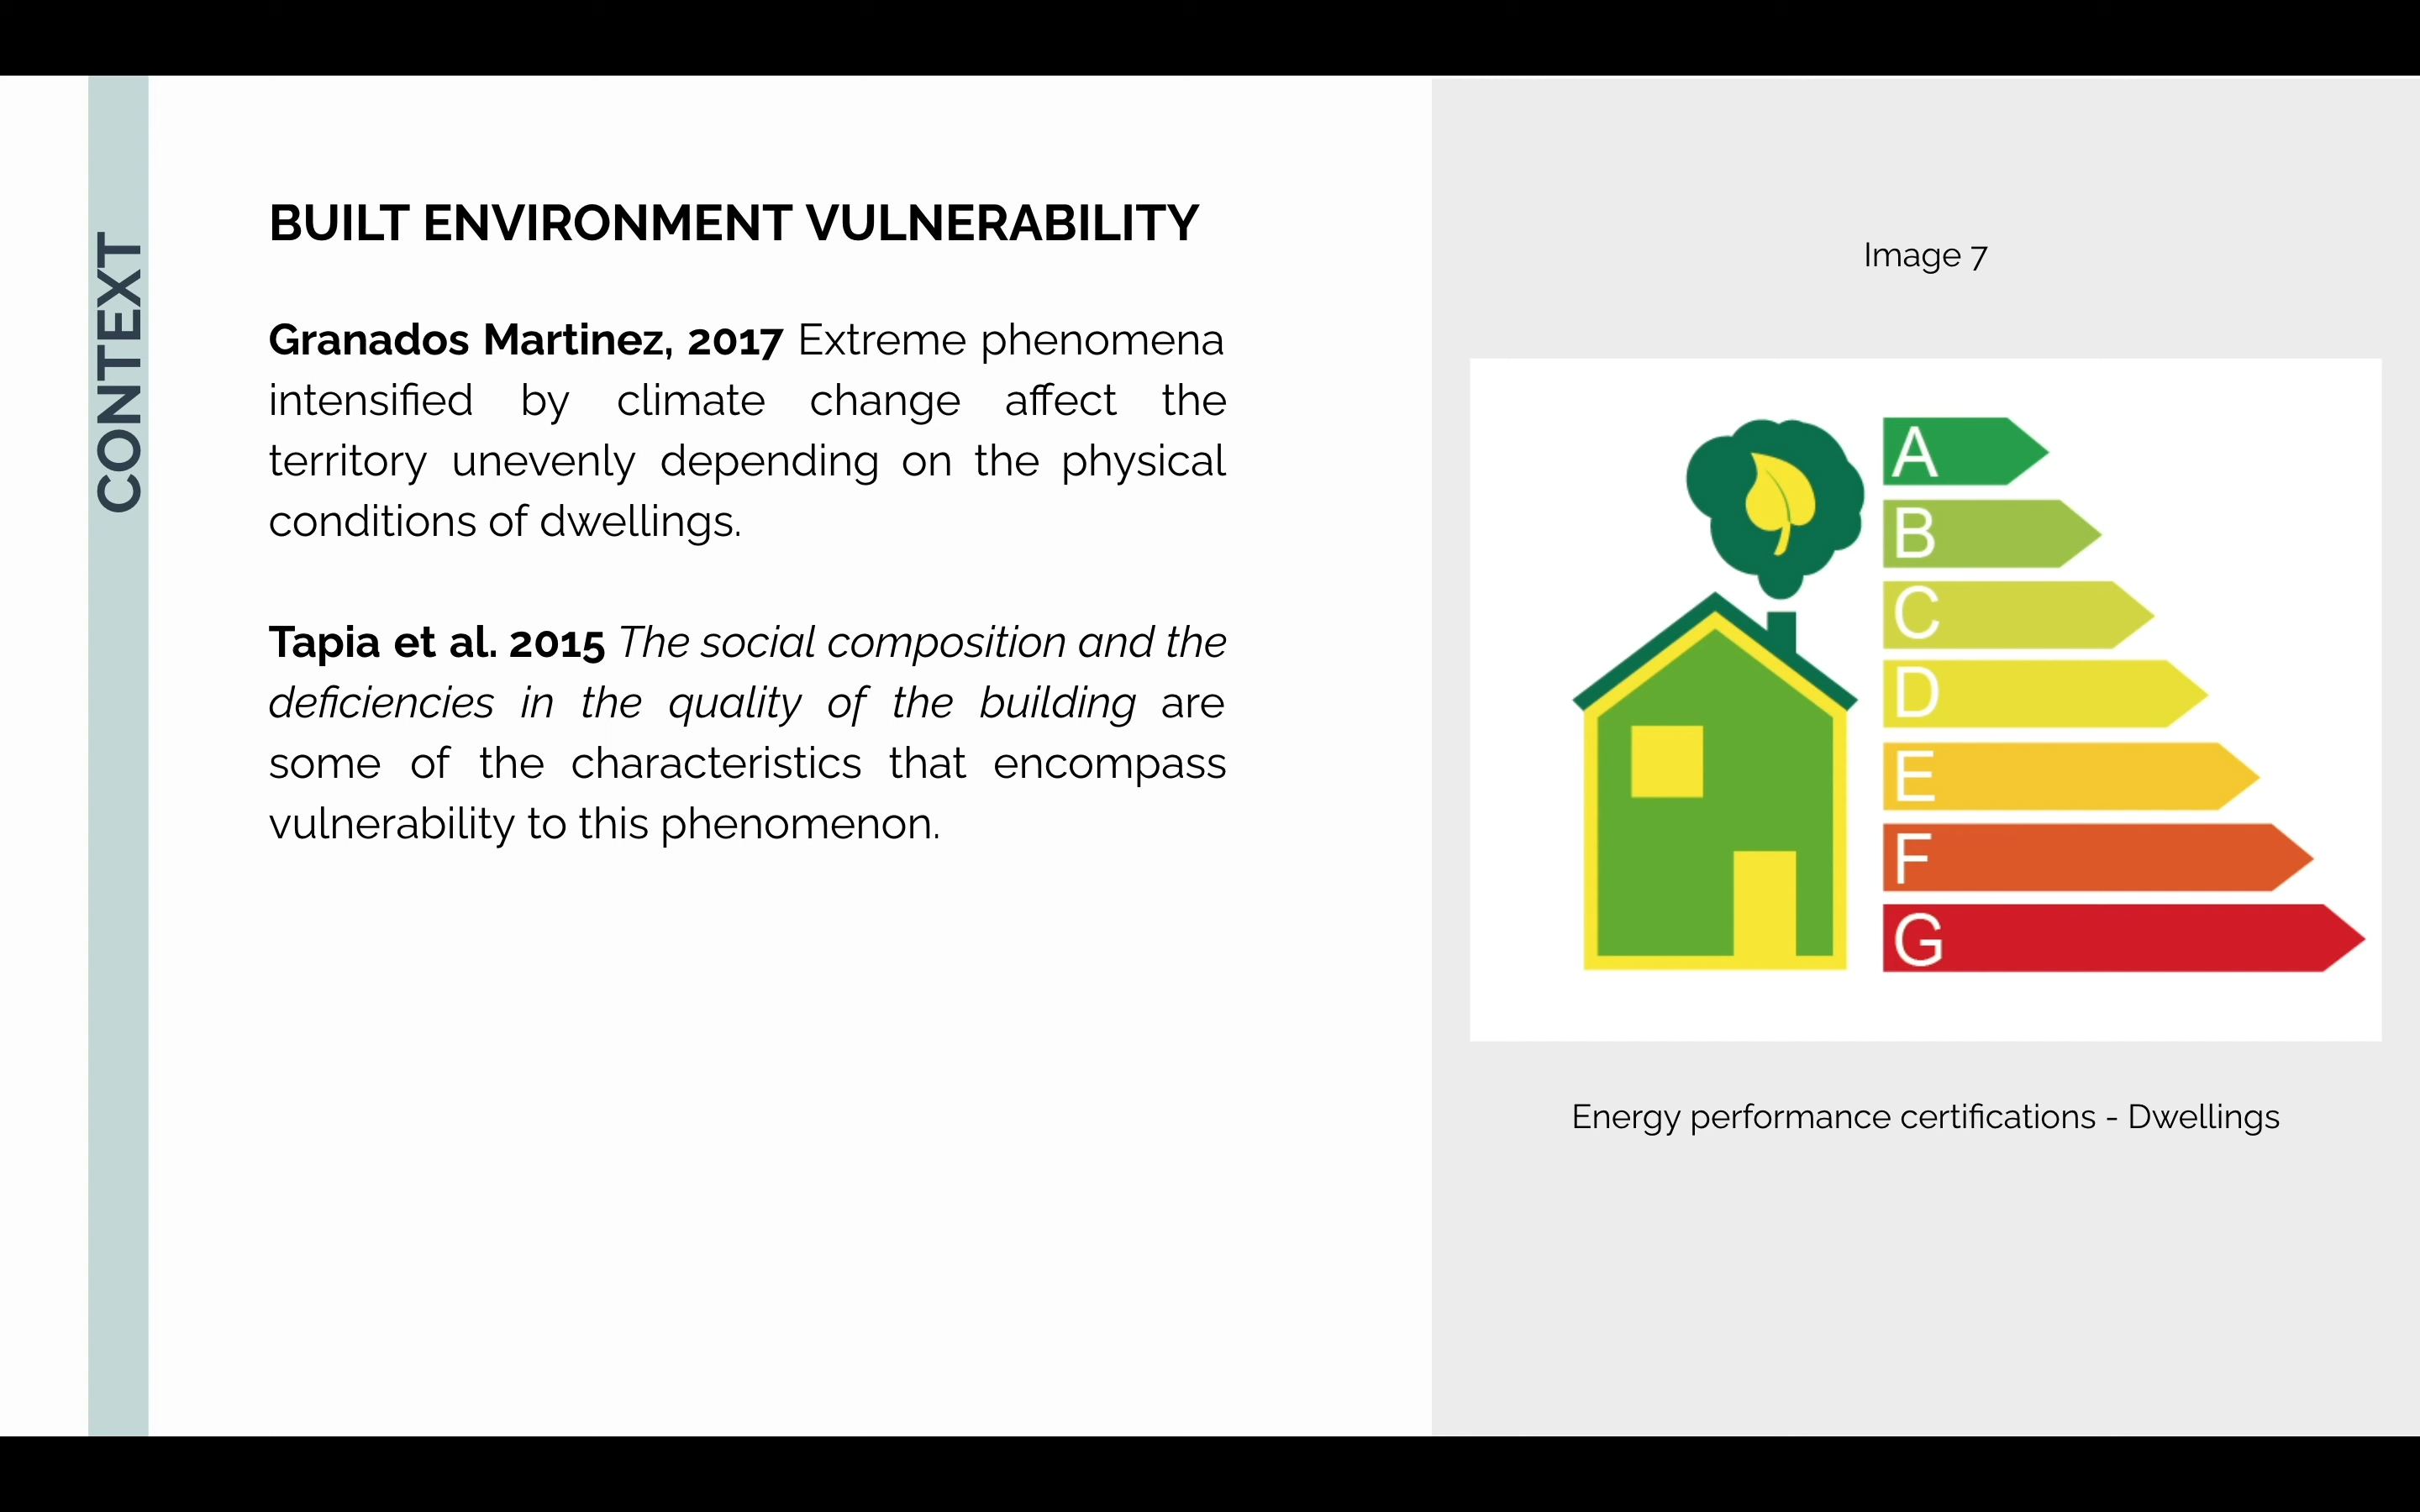 CONTEXT
BUILT ENVIRONMENT VULNERABILITY
Granados Martinez, 2017 Extreme phenomena
intensified by climate change affect the
territory unevenly depending on the physical
conditions of dwellings.
Tapia et al. 2015 The social composition and the
deficiencies in the quality of the building are
some of the characteristics that encompass
vulnerability to this phenomenon.
Image 7
A
B
C
D
E
F
G
Energy performance certifications - Dwellings